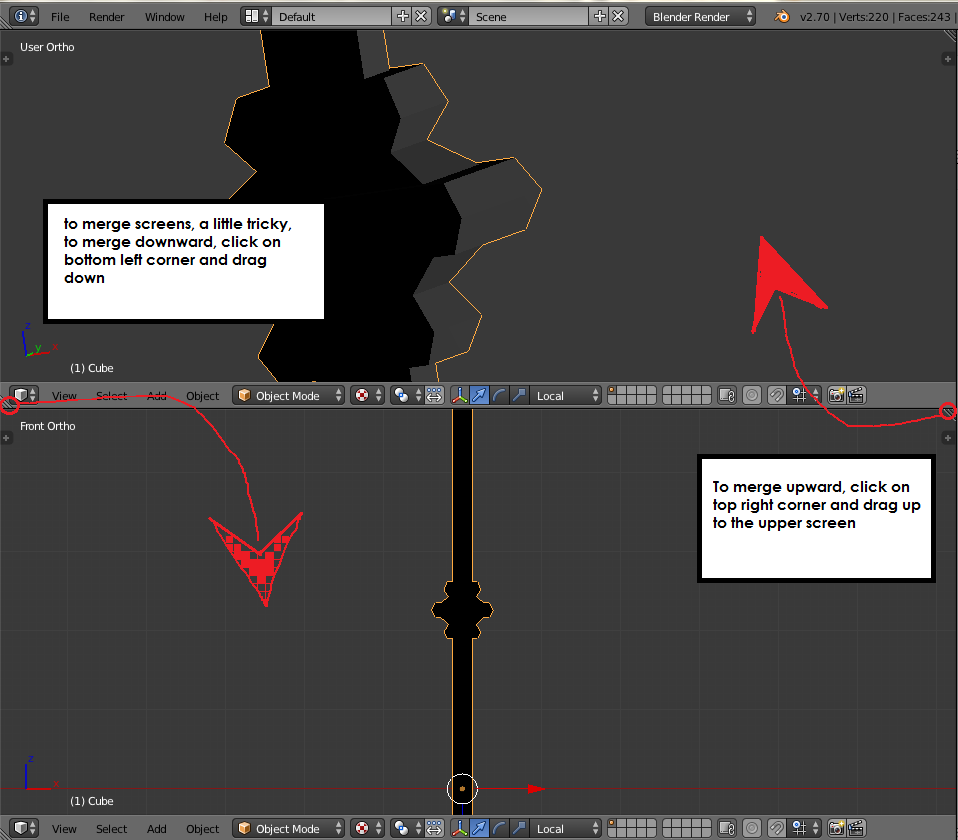 File Render Window Help Default Scene Blender Render v2.70 | Verts:220 | Faces:243 |
User Ortho
to merge screens, a little tricky,
to merge downward, click on
bottom left corner and drag
down
z
y x
(1) Cube
View Select Add Object Object Mode Local
Front Ortho
To merge upward, click on
top right corner and drag up
to the upper screen
z
x
(1) Cube
View Select Add Object Object Mode Local